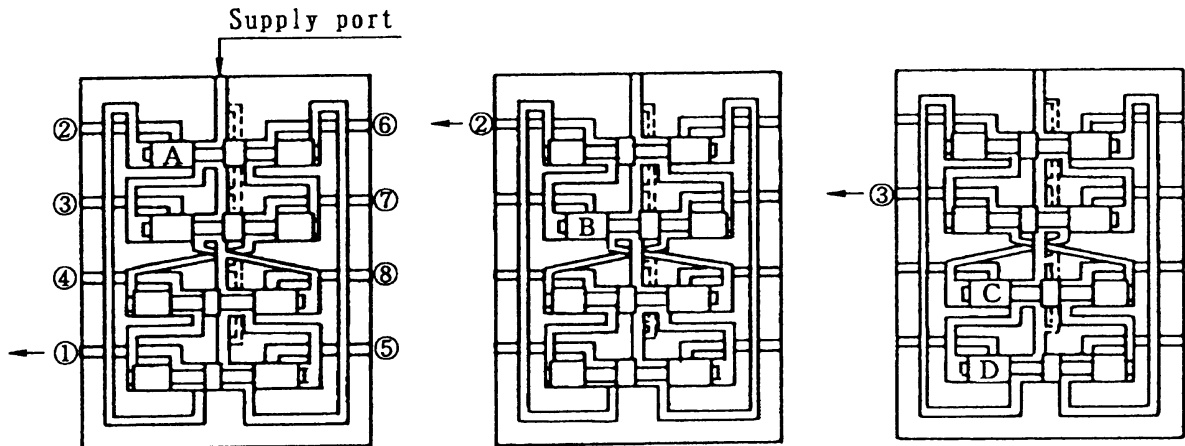 Supply port
② ⑥ ②
A
③ ⑦ ③
B
④ ⑧
C
① ⑤
D